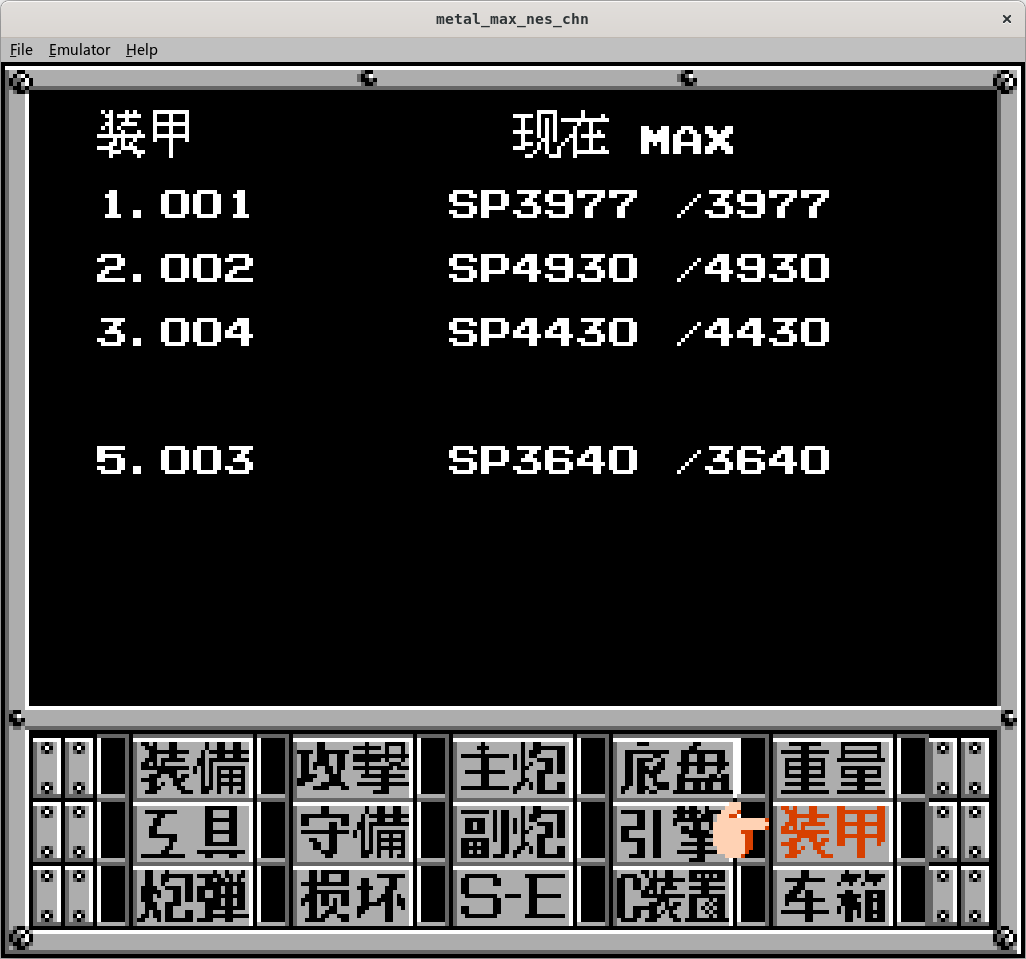 metal_max_nes_chn
File Emulator Help
装甲 现在 MAX
1.001 SP3977 /3977
2.002 SP4930 /4930
3.004 SP4430 /4430
5.003 SP3640 /3640
装備 攻撃 主炮 底盘 重量
工具 守備 副炮 引擎 装甲
炮弹 损坏 S-E C装置 车箱